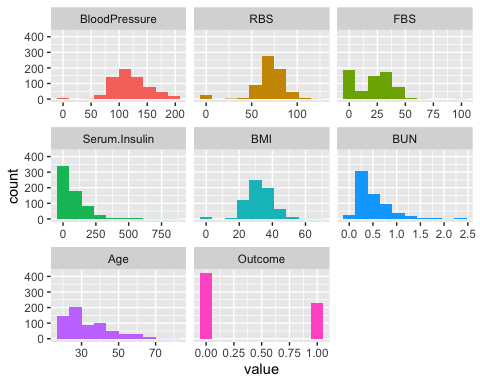 BloodPressure RBS FBS
400
300
200
100
0
0 50 100 150 200 0 50 100 0 25 50 75 100
Serum.Insulin BMI BUN
400
300
200
100
0
0 250 500 750 0 20 40 60 0.0 0.5 1.0 1.5 2.0 2.5
count
Age Outcome
400
300
200
100
0
30 50 70 0.00 0.25 0.50 0.75 1.00
value